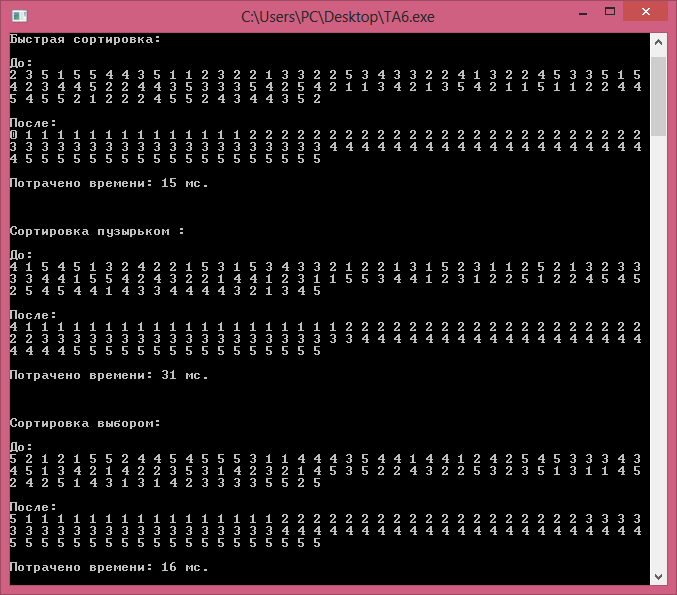 C:\Users\PC\Desktop\TA6.exe
Быстрая сортировка:
До:
2 3 5 1 5 5 4 4 3 5 1 1 2 3 2 2 1 3 3 2 2 5 3 4 3 3 2 2 4 1 3 2 2 4 5 3 3 5 1 5
4 2 3 4 4 5 2 2 4 4 3 5 3 3 3 5 4 2 5 4 2 1 1 3 4 2 1 3 5 4 2 1 1 5 1 1 2 2 4 4
5 4 5 5 2 1 2 2 2 4 5 5 2 4 3 4 4 3 5 2
После:
0 1 1 1 1 1 1 1 1 1 1 1 1 1 1 2 2 2 2 2 2 2 2 2 2 2 2 2 2 2 2 2 2 2 2 2 2 2 2 2
3 3 3 3 3 3 3 3 3 3 3 3 3 3 3 3 3 3 3 3 4 4 4 4 4 4 4 4 4 4 4 4 4 4 4 4 4 4 4 4
4 5 5 5 5 5 5 5 5 5 5 5 5 5 5 5 5 5 5 5
Потрачено времени: 15 мс.
Сортировка пузырьком :
До:
4 1 5 4 5 1 3 2 4 2 2 1 5 3 1 5 3 4 3 3 2 1 2 2 1 3 1 5 2 3 1 1 2 5 2 1 3 2 3 3
3 3 4 4 1 5 5 4 2 4 3 2 2 1 4 4 1 2 3 1 1 5 5 3 4 4 1 2 3 1 2 2 5 1 2 2 4 5 4 5
2 5 4 5 4 4 1 4 3 3 4 4 4 4 3 2 1 3 4 5
После:
4 1 1 1 1 1 1 1 1 1 1 1 1 1 1 1 1 1 1 1 1 2 2 2 2 2 2 2 2 2 2 2 2 2 2 2 2 2 2 2
2 2 3 3 3 3 3 3 3 3 3 3 3 3 3 3 3 3 3 3 3 3 4 4 4 4 4 4 4 4 4 4 4 4 4 4 4 4 4 4
4 4 4 4 5 5 5 5 5 5 5 5 5 5 5 5 5 5 5 5
Потрачено времени: 31 мс.
Сортировка выбором:
До:
5 2 1 2 1 5 5 2 4 4 5 4 5 5 5 3 1 1 4 4 4 3 5 4 4 1 4 4 1 2 4 2 5 4 5 3 3 3 4 3
4 5 1 3 4 2 1 4 2 2 3 5 3 1 4 2 3 2 1 4 5 3 5 2 2 4 3 2 2 5 3 2 3 5 1 3 1 1 4 5
2 4 2 5 1 4 3 1 3 1 4 2 3 3 3 3 5 5 2 5
После:
5 1 1 1 1 1 1 1 1 1 1 1 1 1 1 1 1 2 2 2 2 2 2 2 2 2 2 2 2 2 2 2 2 2 2 2 3 3 3 3
3 3 3 3 3 3 3 3 3 3 3 3 3 3 3 3 3 4 4 4 4 4 4 4 4 4 4 4 4 4 4 4 4 4 4 4 4 4 4 4
5 5 5 5 5 5 5 5 5 5 5 5 5 5 5 5 5 5 5 5
Потрачено времени: 16 мс.